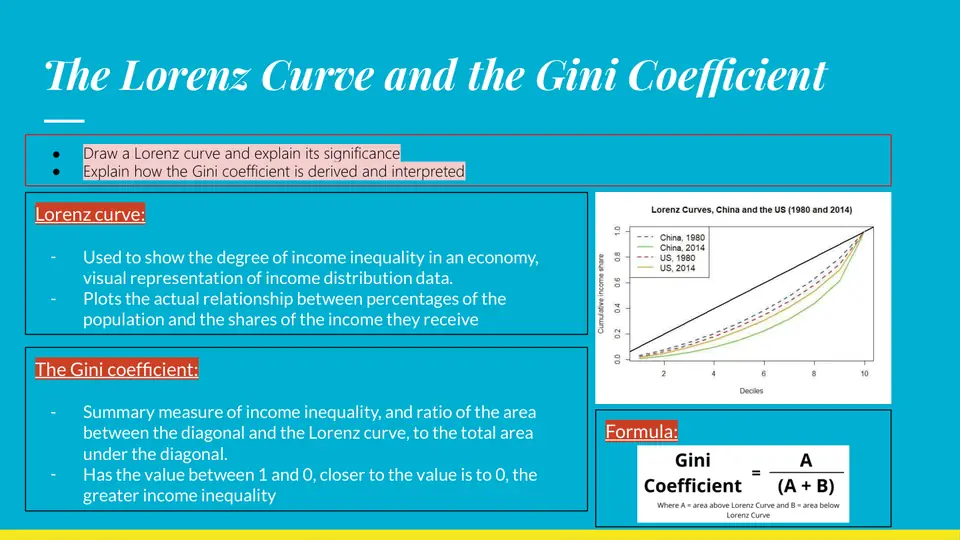 The Lorenz Curve and the Gini Coefficient
● Draw a Lorenz curve and explain its significance
● Explain how the Gini coefficient is derived and interpreted
Lorenz curve:
- Used to show the degree of income inequality in an economy,
visual representation of income distribution data.
- Plots the actual relationship between percentages of the
population and the shares of the income they receive
The Gini coefficient:
- Summary measure of income inequality, and ratio of the area
between the diagonal and the Lorenz curve, to the total area
under the diagonal.
- Has the value between 1 and 0, closer to the value is to 0, the
greater income inequality
Lorenz Curves, China and the US (1980 and 2014)
China, 1980
China, 2014
US, 1980
US, 2014
Cumulative income share
1.0
0.8
0.6
0.4
0.2
0.0
2 4 6 8 10
Deciles
Formula:
Gini
Coefficient
=
A
(A + B)
Where A = area above Lorenz Curve and B = area below
Lorenz Curve